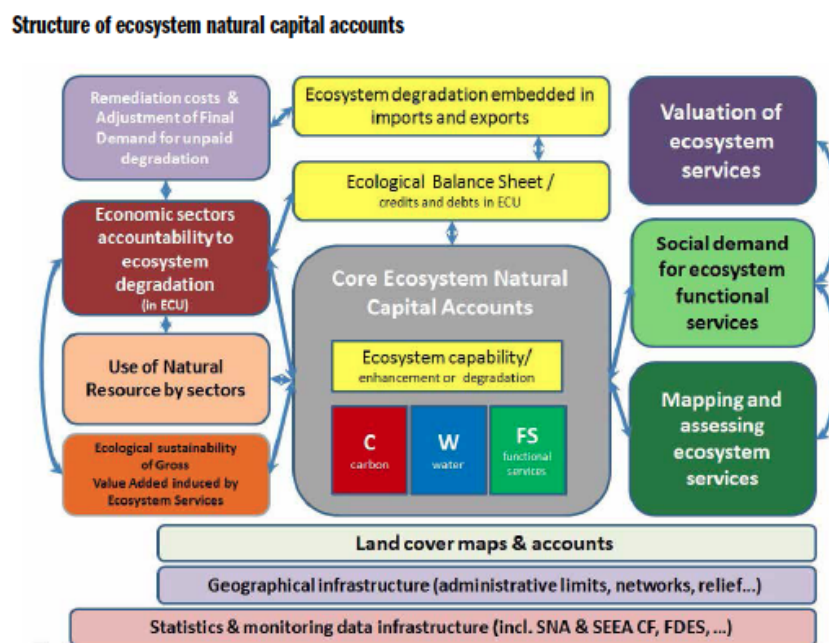 Structure of ecosystem natural capital accounts
Remediation costs &
Adjustment of Final
Demand for unpaid
degradation
Ecosystem degradation embedded in
imports and exports
Valuation of
ecosystem
services
Ecological Balance Sheet /
credits and debts in ECU
Economic sectors
accountability to
ecosystem
degradation
(in ECU)
Core Ecosystem Natural
Capital Accounts
Social demand
for ecosystem
functional
services
Use of Natural
Resource by sectors
Ecosystem capability/
enhancement or degradation
C
carbon
W
water
FS
functional
services
Mapping and
assessing
ecosystem
services
Ecological sustainability
of Gross
Value Added induced by
Ecosystem Services
Land cover maps & accounts
Geographical infrastructure (administrative limits, networks, relief...)
Statistics & monitoring data infrastructure (incl. SNA & SEEA CF, FDES, ...)